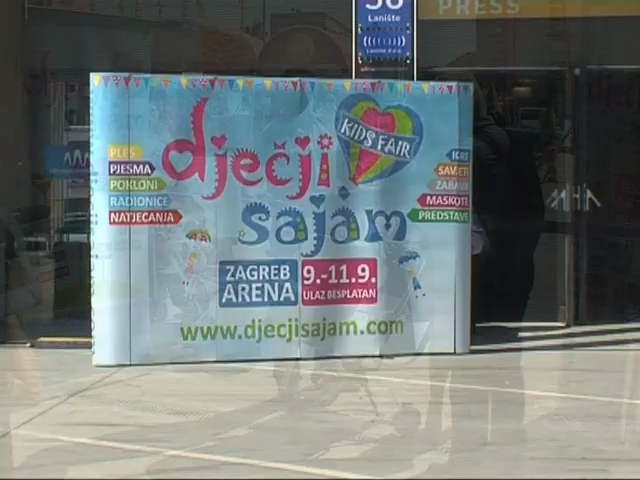 PRESS
Lanište
dječji
sajam
KIDS FAIR
PLES
PJESMA
POKLONI
RADIONICE
NATJECANJA
IGRE
SAVJETI
ZABAVA
MASKOTE
PREDSTAVE
ZAGREB
ARENA
9.-11.9.
ULAZ BESPLATAN
www.djecjisajam.com